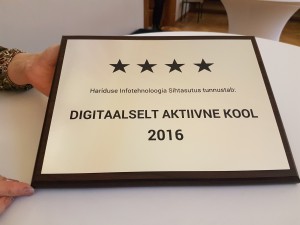 Hariduse Infotehnoloogia Sihtasutus tunnustab:
DIGITAALSELT AKTIIVNE KOOL
2016